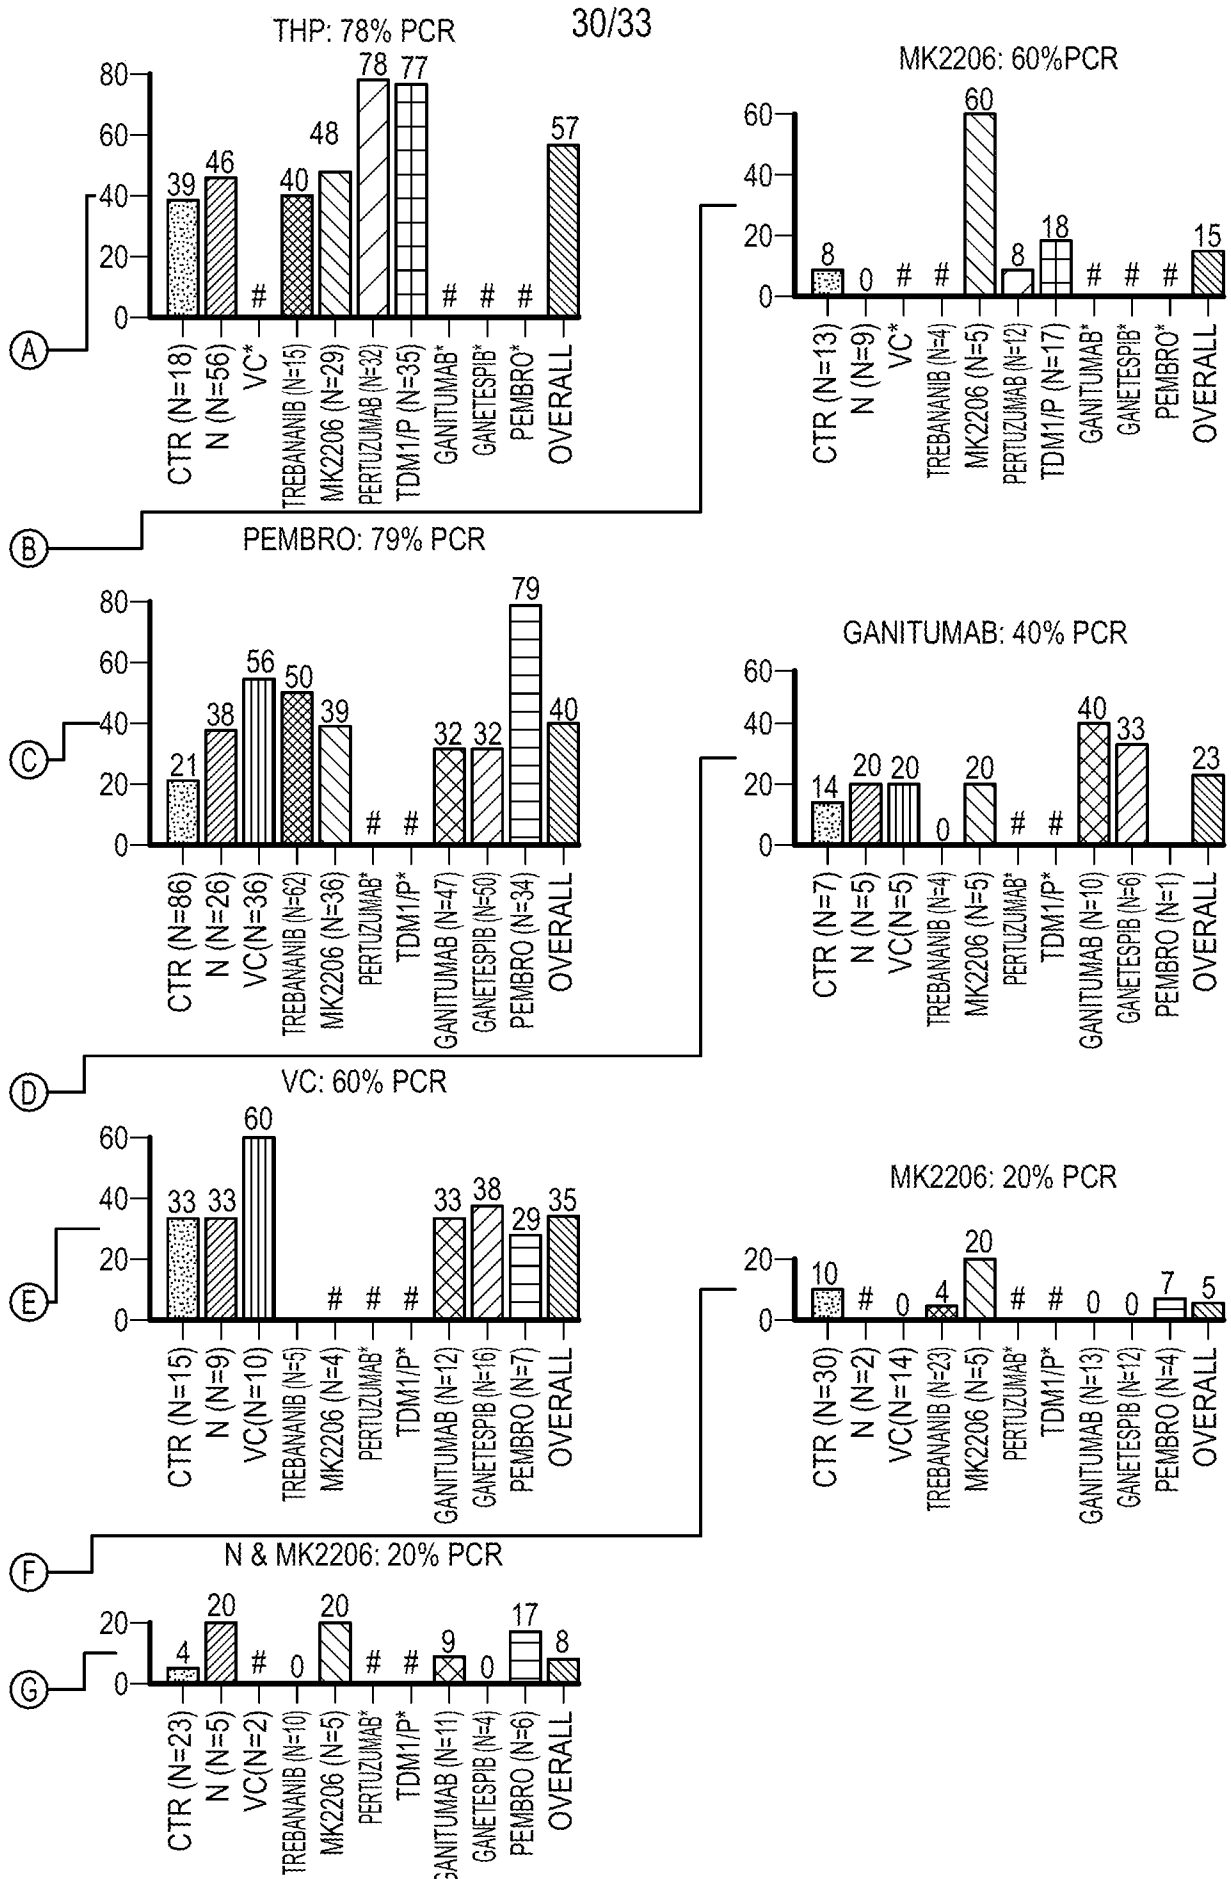 30/33
THP: 78% PCR
80
60
40
20
0
39
46
#
40
48
78
77
#
#
#
57
CTR (N=18)
N (N=56)
VC*
TREBANANIB (N=15)
MK2206 (N=29)
PERTUZUMAB (N=32)
TDM1/P (N=35)
GANITUMAB*
GANETESPIB*
PEMBRO*
OVERALL
A
MK2206: 60%PCR
60
40
20
0
8
0
#
#
60
8
18
#
#
#
15
CTR (N=13)
N (N=9)
VC*
TREBANANIB (N=4)
MK2206 (N=5)
PERTUZUMAB (N=12)
TDM1/P (N=17)
GANITUMAB*
GANETESPIB*
PEMBRO*
OVERALL
B
PEMBRO: 79% PCR
80
60
40
20
0
21
38
56
50
39
#
#
32
32
79
40
CTR (N=86)
N (N=26)
VC(N=36)
TREBANANIB (N=62)
MK2206 (N=36)
PERTUZUMAB*
TDM1/P*
GANITUMAB (N=47)
GANETESPIB (N=50)
PEMBRO (N=34)
OVERALL
C
GANITUMAB: 40% PCR
60
40
20
0
14
20
20
0
20
#
#
40
33
23
CTR (N=7)
N (N=5)
VC(N=5)
TREBANANIB (N=4)
MK2206 (N=5)
PERTUZUMAB*
TDM1/P*
GANITUMAB (N=10)
GANETESPIB (N=6)
PEMBRO (N=1)
OVERALL
D
VC: 60% PCR
60
40
20
0
33
33
60
#
#
#
33
38
29
35
CTR (N=15)
N (N=9)
VC(N=10)
TREBANANIB (N=5)
MK2206 (N=4)
PERTUZUMAB*
TDM1/P*
GANITUMAB (N=12)
GANETESPIB (N=16)
PEMBRO (N=7)
OVERALL
E
MK2206: 20% PCR
20
0
10
#
0
4
20
#
#
0
0
7
5
CTR (N=30)
N (N=2)
VC(N=14)
TREBANANIB (N=23)
MK2206 (N=5)
PERTUZUMAB*
TDM1/P*
GANITUMAB (N=13)
GANETESPIB (N=12)
PEMBRO (N=4)
OVERALL
F
N & MK2206: 20% PCR
20
0
4
20
#
0
20
#
#
9
0
17
8
CTR (N=23)
N (N=5)
VC(N=2)
TREBANANIB (N=10)
MK2206 (N=5)
PERTUZUMAB*
TDM1/P*
GANITUMAB (N=11)
GANETESPIB (N=4)
PEMBRO (N=6)
OVERALL
G